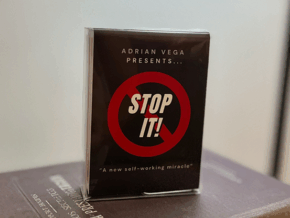 ADRIAN VEGA
PRESENTS...
STOP
IT!
"A new self-working miracle"